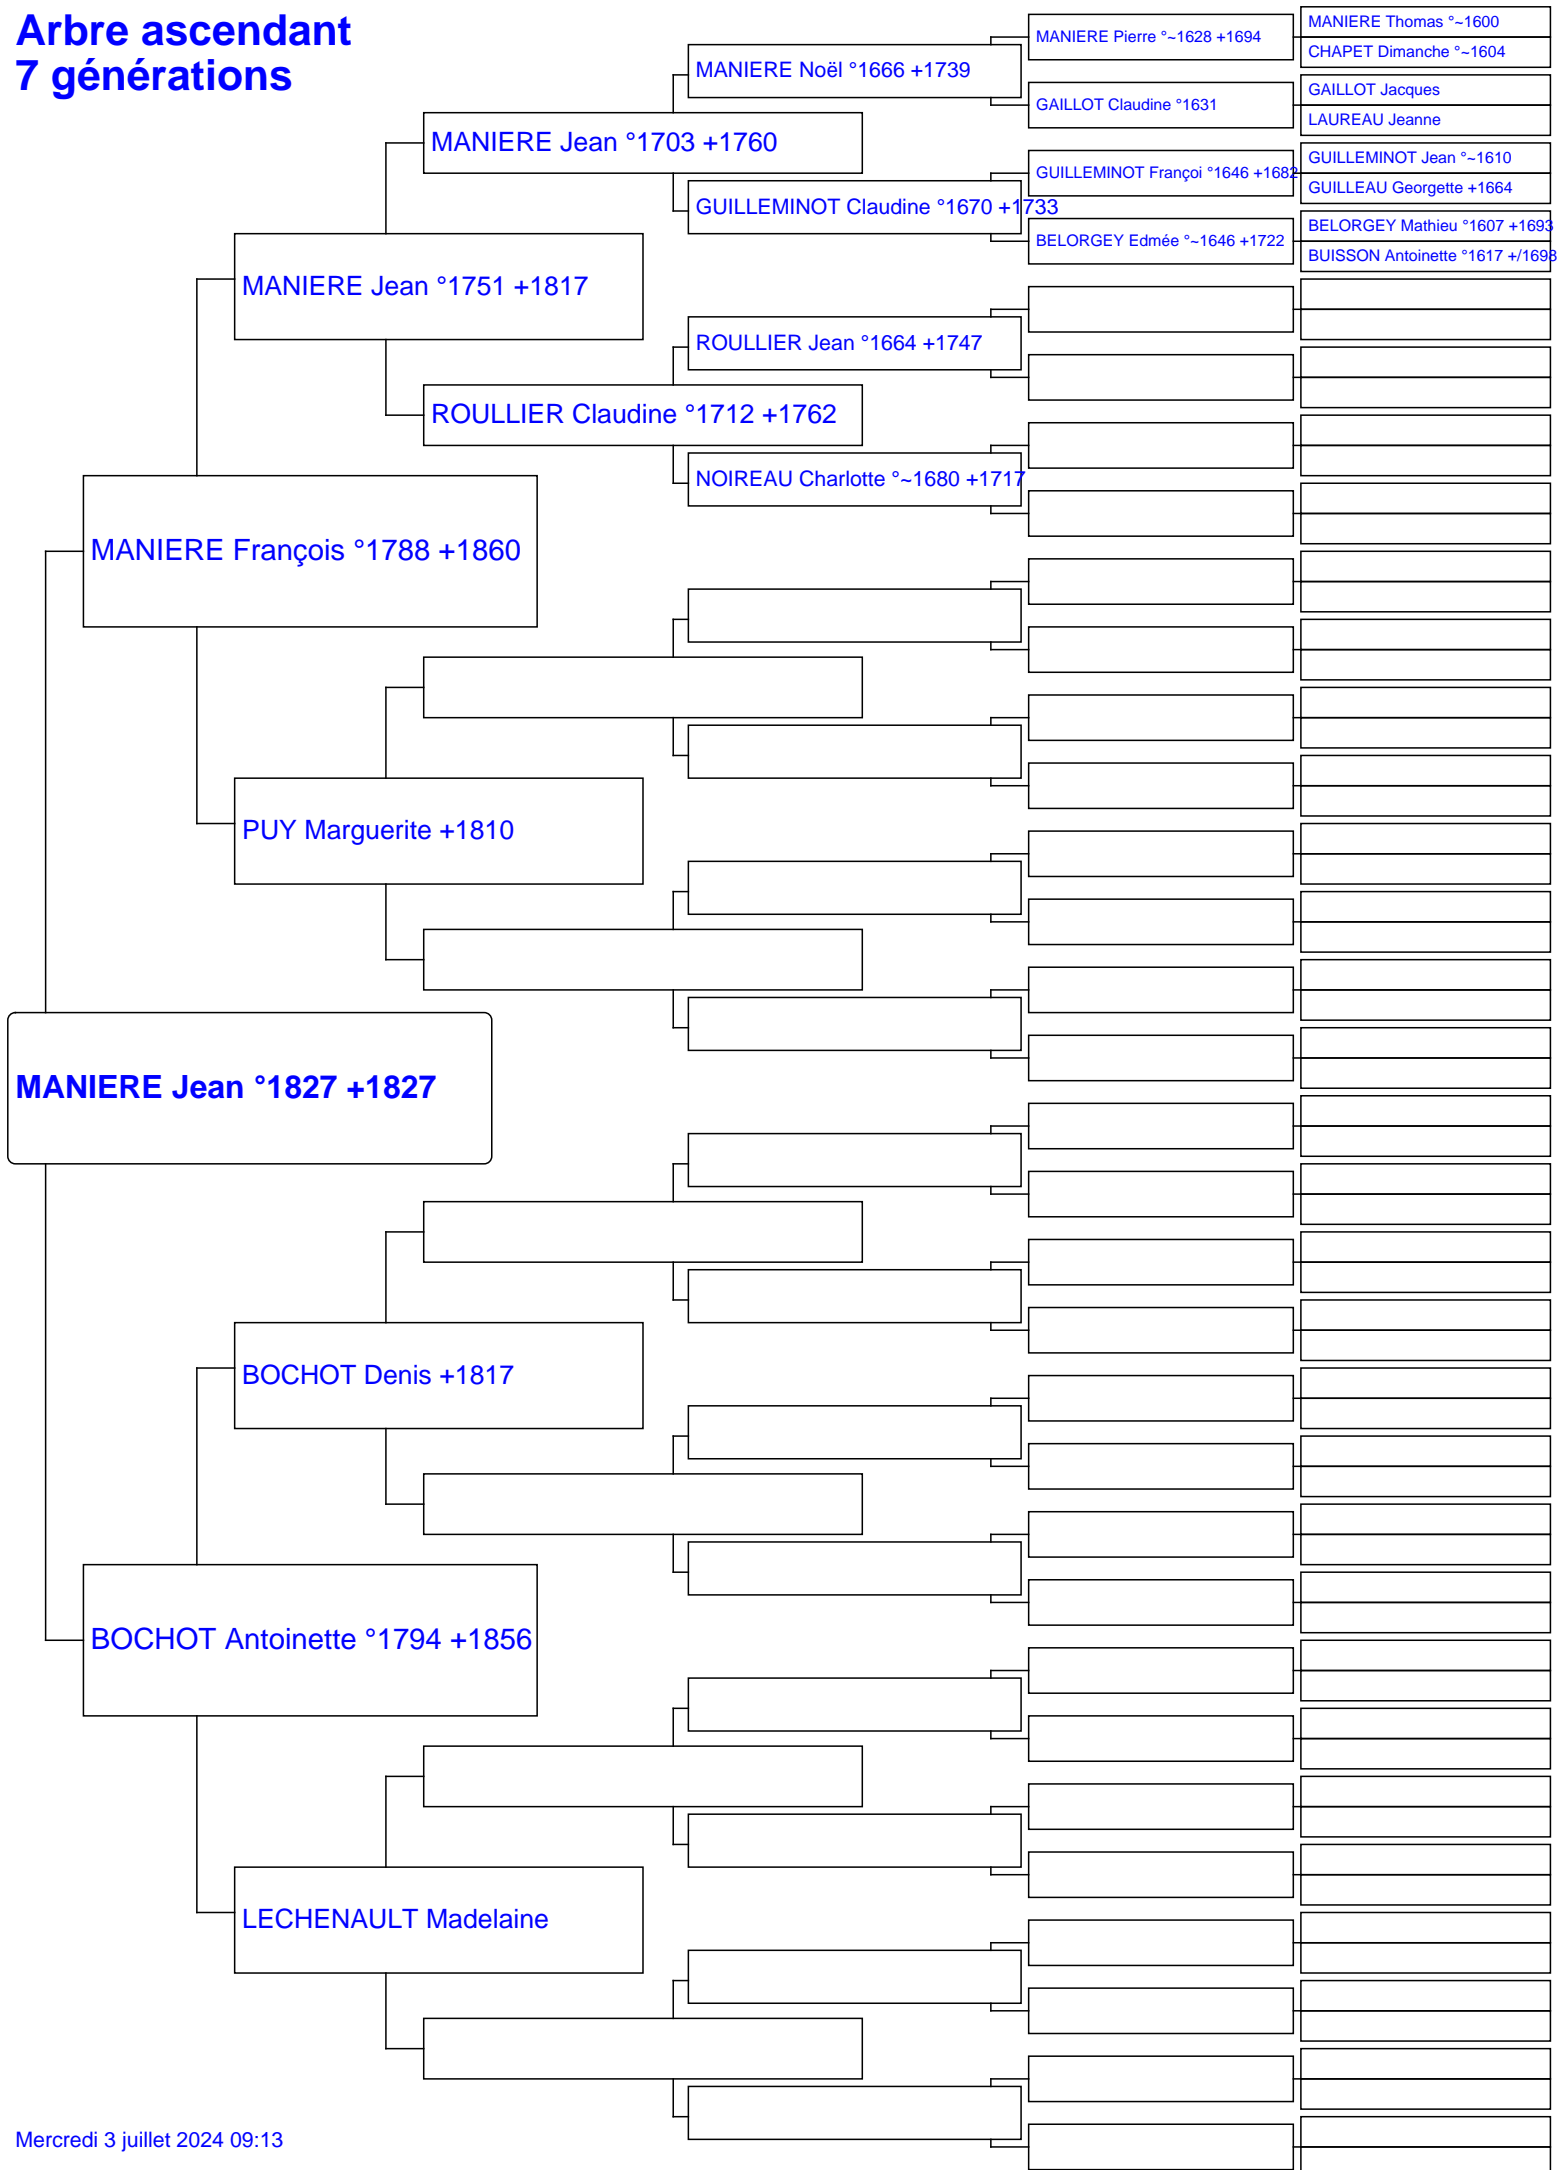 Arbre ascendant
7 générations
MANIERE Thomas °~1600
MANIERE Pierre °~1628 +1694
CHAPET Dimanche °~1604
MANIERE Noël °1666 +1739
GAILLOT Jacques
GAILLOT Claudine °1631
LAUREAU Jeanne
MANIERE Jean °1703 +1760
GUILLEMINOT Jean °~1610
GUILLEMINOT Françoi °1646 +1682
GUILLEAU Georgette +1664
GUILLEMINOT Claudine °1670 +1733
BELORGEY Mathieu °1607 +1693
BELORGEY Edmée °~1646 +1722
BUISSON Antoinette °1617 +/1698
MANIERE Jean °1751 +1817
ROULLIER Jean °1664 +1747
ROULLIER Claudine °1712 +1762
NOIREAU Charlotte °~1680 +1717
MANIERE François °1788 +1860
PUY Marguerite +1810
MANIERE Jean °1827 +1827
BOCHOT Denis +1817
BOCHOT Antoinette °1794 +1856
LECHENAULT Madelaine
Mercredi 3 juillet 2024 09:13